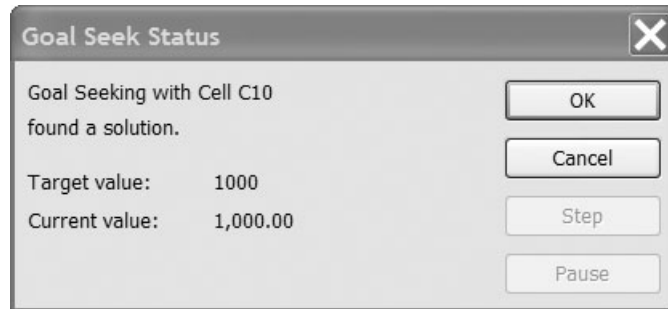 Goal Seek Status
Goal Seeking with Cell C10
found a solution.
Target value: 1000
Current value: 1,000.00
OK
Cancel
Step
Pause